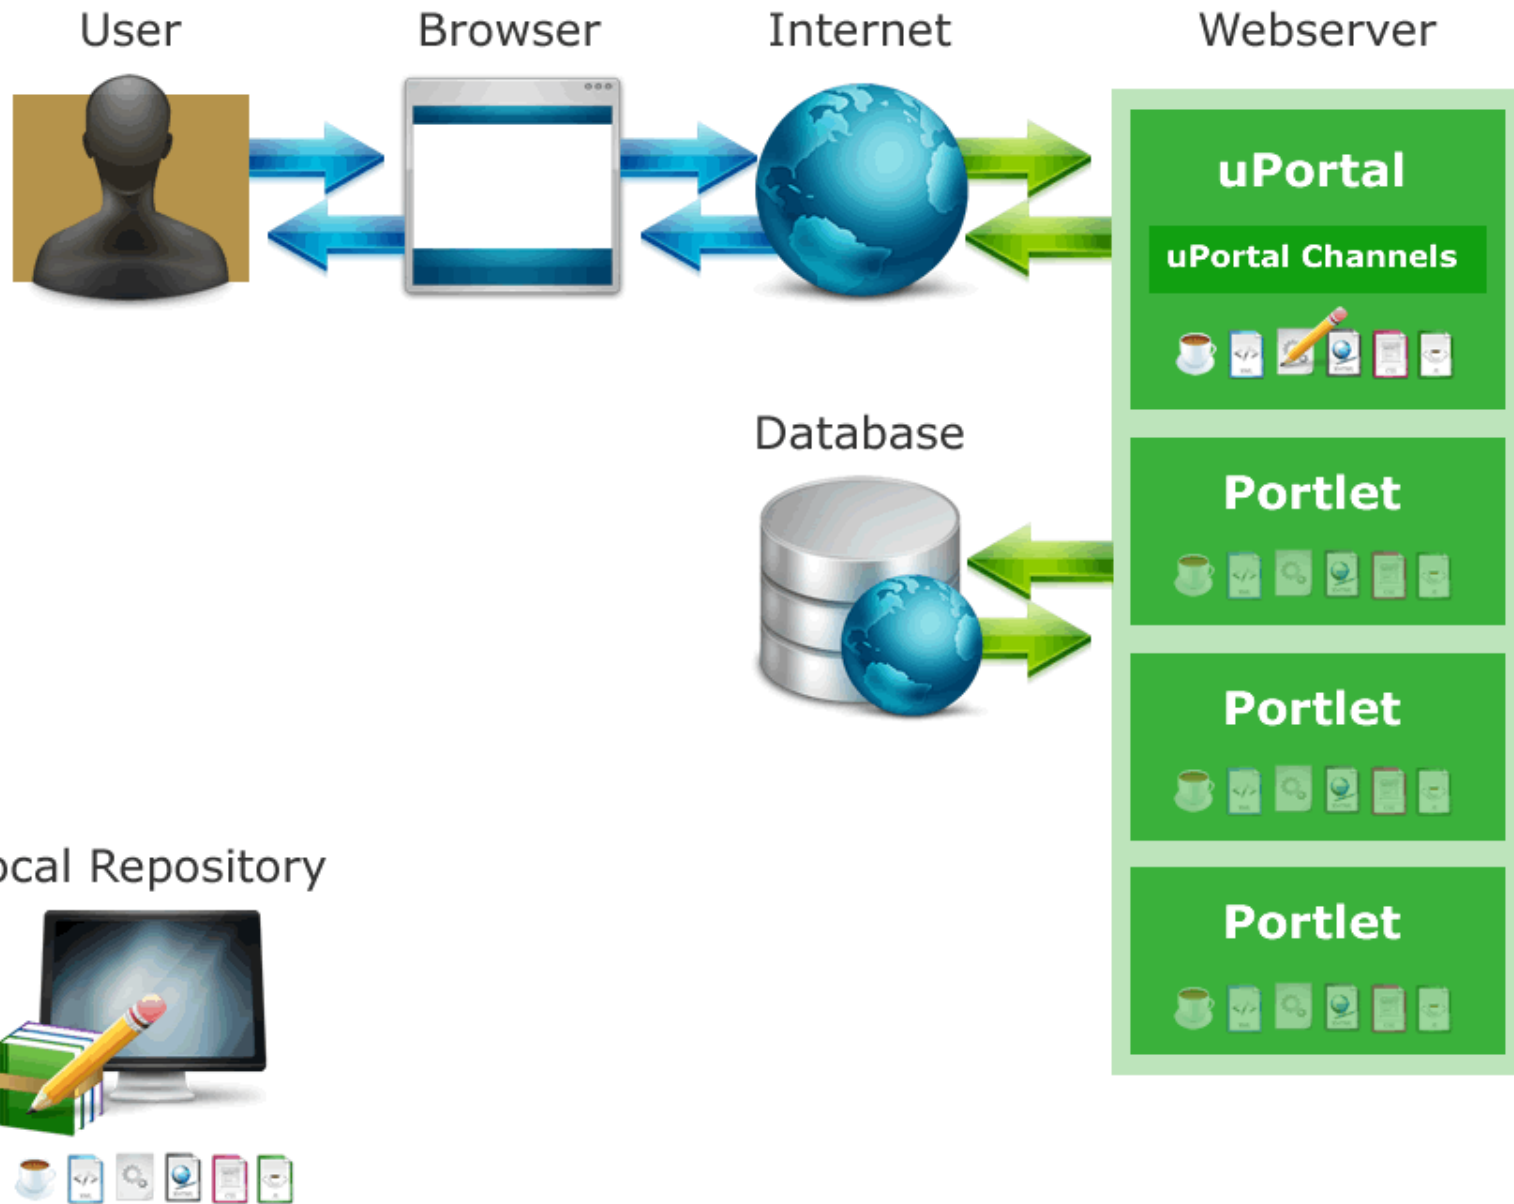 User
Browser
Internet
Webserver
uPortal
uPortal Channels
Database
Portlet
Portlet
ocal Repository
Portlet